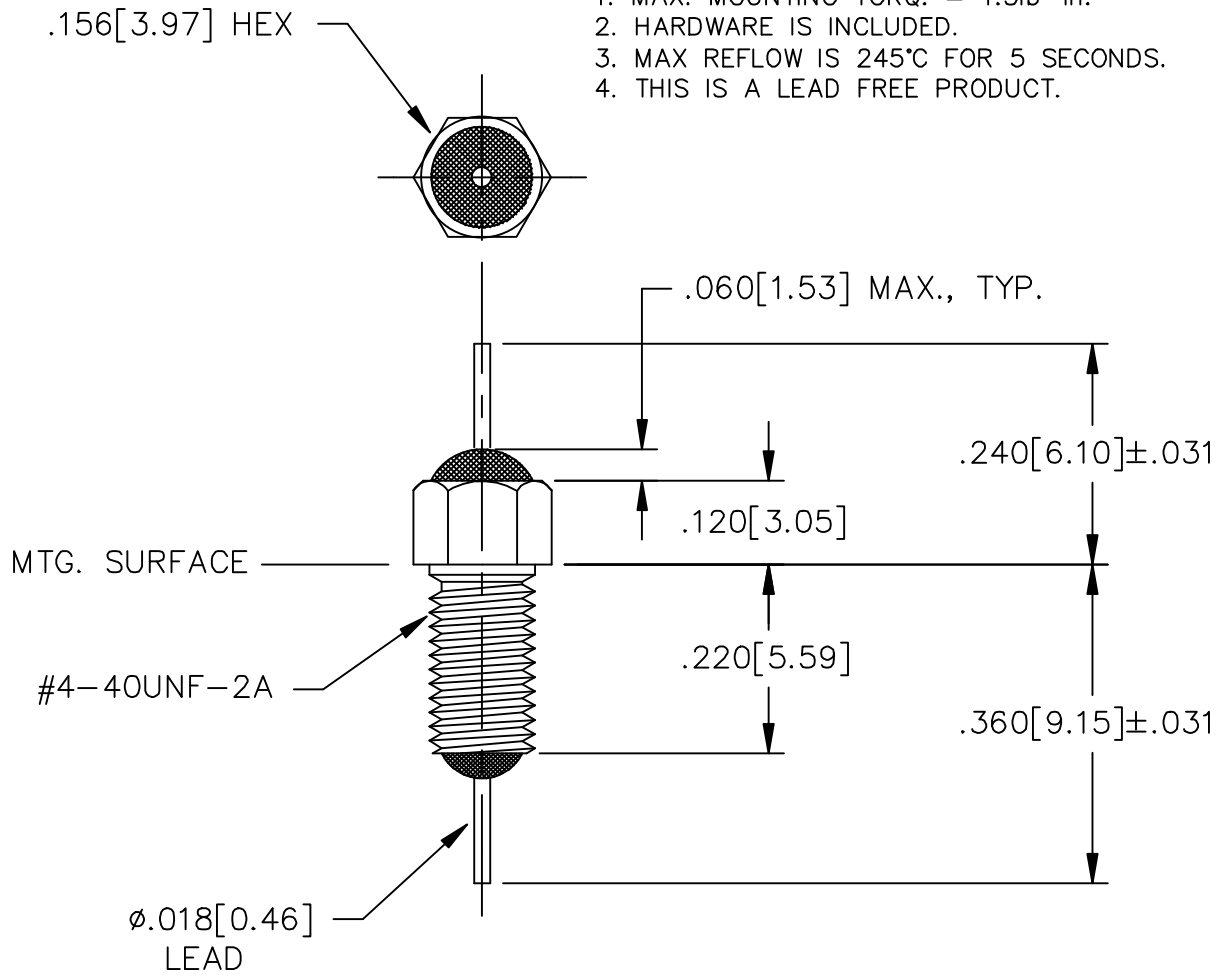 .156[3.97] HEX
2. HARDWARE IS INCLUDED.
3. MAX REFLOW IS 245°C FOR 5 SECONDS.
4. THIS IS A LEAD FREE PRODUCT.
.060[1.53] MAX., TYP.
.240[6.10]±.031
.120[3.05]
MTG. SURFACE
.220[5.59]
#4-40UNF-2A
.360[9.15]±.031
ø.018[0.46]
LEAD